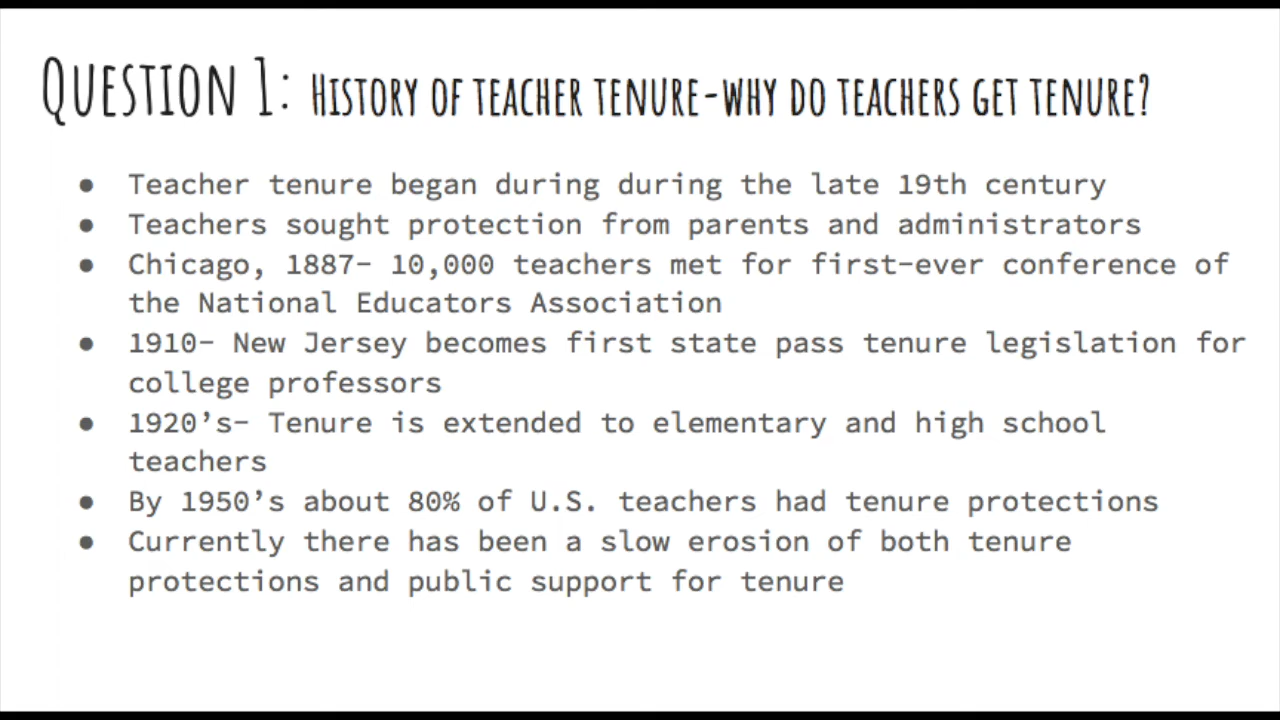 QUESTION 1: HISTORY OF TEACHER TENURE-WHY DO TEACHERS GET TENURE?
● Teacher tenure began during during the late 19th century
● Teachers sought protection from parents and administrators
● Chicago, 1887- 10,000 teachers met for first-ever conference of
the National Educators Association
● 1910- New Jersey becomes first state pass tenure legislation for
college professors
● 1920’s- Tenure is extended to elementary and high school
teachers
● By 1950’s about 80% of U.S. teachers had tenure protections
● Currently there has been a slow erosion of both tenure
protections and public support for tenure